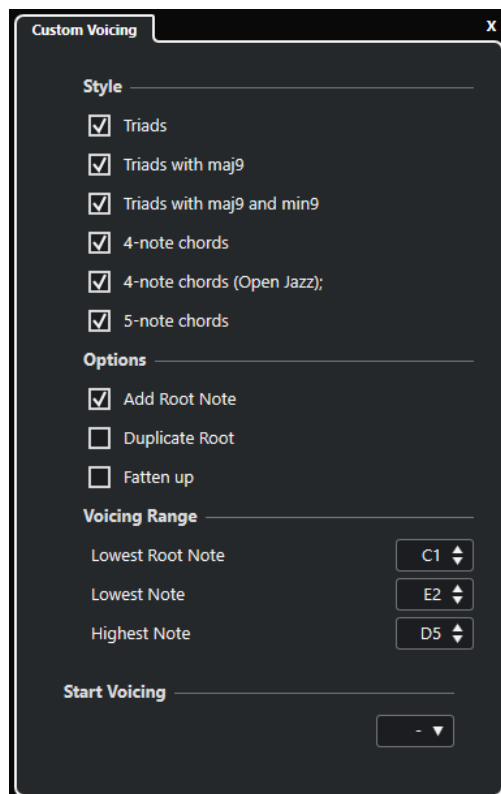 Custom Voicing X
Style
Triads
Triads with maj9
Triads with maj9 and min9
4-note chords
4-note chords (Open Jazz);
5-note chords
Options
Add Root Note
Duplicate Root
Fatten up
Voicing Range
Lowest Root Note C1
Lowest Note E2
Highest Note D5
Start Voicing
-